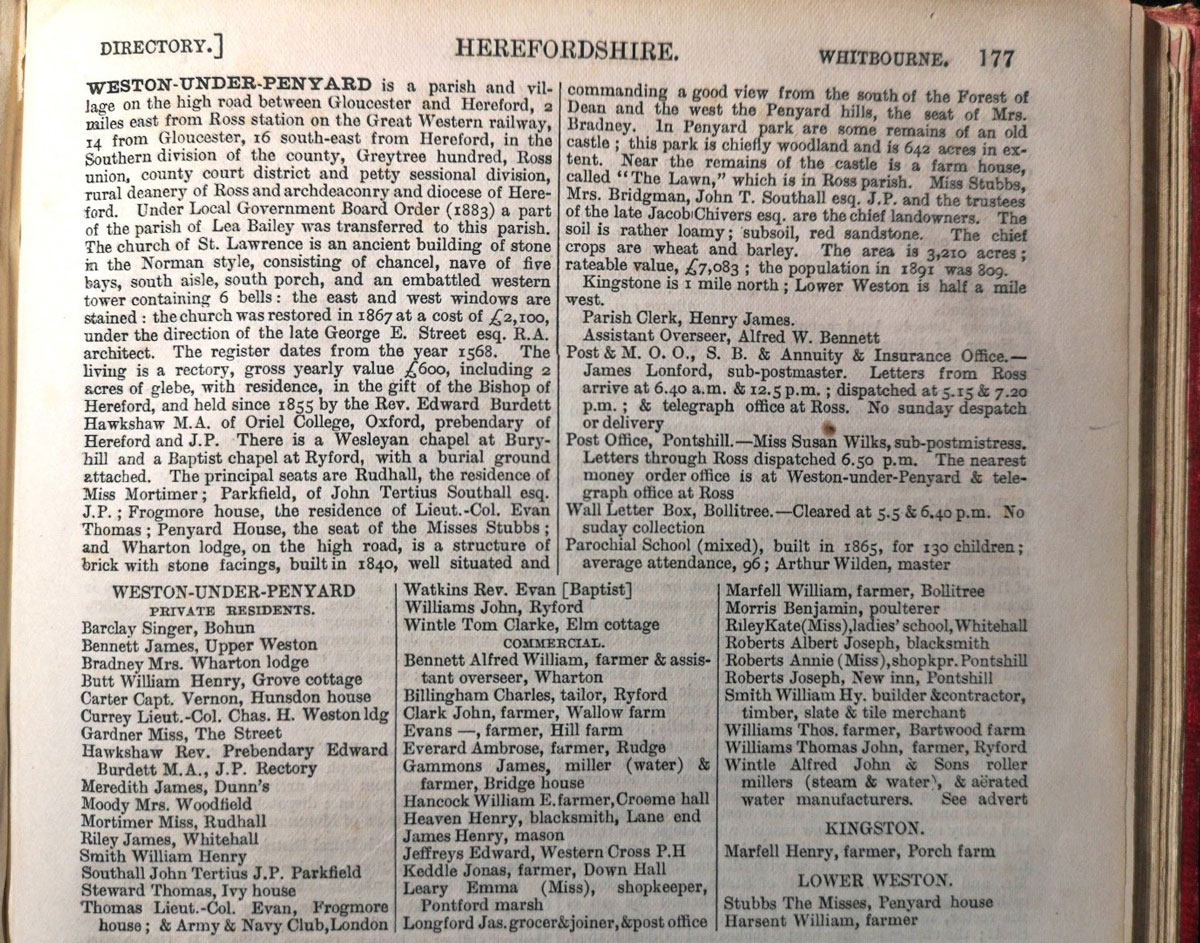 DIRECTORY.]
HEREFORDSHIRE.
WHITBOURNE. 177
WESTON-UNDER-PENYARD is a parish and vil-
lage on the high road between Gloucester and Hereford, 2
miles east from Ross station on the Great Western railway,
14 from Gloucester, 16 south-east from Hereford, in the
Southern division of the county, Greytree hundred, Ross
union, county court district and petty sessional division,
rural deanery of Ross and archdeaconry and diocese of Here-
ford. Under Local Government Board Order (1883) a part
of the parish of Lea Bailey was transferred to this parish.
The church of St. Lawrence is an ancient building of stone
in the Norman style, consisting of chancel, nave of five
bays, south aisle, south porch, and an embattled western
tower containing 6 bells: the east and west windows are
stained: the church was restored in 1867 at a cost of £2,100,
under the direction of the late George E. Street esq. R.A.
architect. The register dates from the year 1568. The
living is a rectory, gross yearly value £600, including 2
acres of glebe, with residence, in the gift of the Bishop of
Hereford, and held since 1855 by the Rev. Edward Burdett
Hawkshaw M.A. of Oriel College, Oxford, prebendary of
Hereford and J.P. There is a Wesleyan chapel at Bury-
hill and a Baptist chapel at Ryford, with a burial ground
attached. The principal seats are Rudhall, the residence of
Miss Mortimer; Parkfield, of John Tertius Southall esq.
J.P.; Frogmore house, the residence of Lieut.-Col. Evan
Thomas; Penyard House, the seat of the Misses Stubbs;
and Wharton lodge, on the high road, is a structure of
brick with stone facings, built in 1840, well situated and
commanding a good view from the south of the Forest of
Dean and the west the Penyard hills, the seat of Mrs.
Bradney. In Penyard park are some remains of an old
castle; this park is chiefly woodland and is 642 acres in ex-
tent. Near the remains of the castle is a farm house,
called "The Lawn," which is in Ross parish. Miss Stubbs,
Mrs. Bridgman, John T. Southall esq. J.P. and the trustees
of the late Jacob Chivers esq. are the chief landowners. The
soil is rather loamy; subsoil, red sandstone. The chief
crops are wheat and barley. The area is 3,210 acres;
rateable value, £7,083; the population in 1891 was 809.
Kingstone is 1 mile north; Lower Weston is half a mile
west.
Parish Clerk, Henry James.
Assistant Overseer, Alfred W. Bennett
Post & M. O. O., S. B. & Annuity & Insurance Office.—
James Lonford, sub-postmaster. Letters from Ross
arrive at 6.40 a.m. & 12.5 p.m.; dispatched at 5.15 & 7.20
p.m.; & telegraph office at Ross. No sunday despatch
or delivery
Post Office, Pontshill.—Miss Susan Wilks, sub-postmistress.
Letters through Ross dispatched 6.50 p.m. The nearest
money order office is at Weston-under-Penyard & tele-
graph office at Ross
Wall Letter Box, Bollitree.—Cleared at 5.5 & 6.40 p.m. No
suday collection
Parochial School (mixed), built in 1865, for 130 children;
average attendance, 96; Arthur Wilden, master
WESTON-UNDER-PENYARD
PRIVATE RESIDENTS.
Barclay Singer, Bohun
Bennett James, Upper Weston
Bradney Mrs. Wharton lodge
Butt William Henry, Grove cottage
Carter Capt. Vernon, Hunsdon house
Currey Lieut.-Col. Chas. H. Weston ldg
Gardner Miss, The Street
Hawkshaw Rev. Prebendary Edward
Burdett M.A., J.P. Rectory
Meredith James, Dunn's
Moody Mrs. Woodfield
Mortimer Miss, Rudhall
Riley James, Whitehall
Smith William Henry
Southall John Tertius J.P. Parkfield
Steward Thomas, Ivy house
Thomas Lieut.-Col. Evan, Frogmore
house; & Army & Navy Club, London
Watkins Rev. Evan [Baptist]
Williams John, Ryford
Wintle Tom Clarke, Elm cottage
COMMERCIAL.
Bennett Alfred William, farmer & assis-
tant overseer, Wharton
Billingham Charles, tailor, Ryford
Clark John, farmer, Wallow farm
Evans —, farmer, Hill farm
Everard Ambrose, farmer, Rudge
Gammons James, miller (water) &
farmer, Bridge house
Hancock William E. farmer, Croome hall
Heaven Henry, blacksmith, Lane end
James Henry, mason
Jeffreys Edward, Western Cross P.H
Keddle Jonas, farmer, Down Hall
Leary Emma (Miss), shopkeeper,
Pontford marsh
Longford Jas. grocer & joiner, & post office
Marfell William, farmer, Bollitree
Morris Benjamin, poulterer
Riley Kate (Miss), ladies' school, Whitehall
Roberts Albert Joseph, blacksmith
Roberts Annie (Miss), shopkpr. Pontshill
Roberts Joseph, New inn, Pontshill
Smith William Hy. builder & contractor,
timber, slate & tile merchant
Williams Thos. farmer, Bartwood farm
Williams Thomas John, farmer, Ryford
Wintle Alfred John & Sons roller
millers (steam & water), & aërated
water manufacturers. See advert
KINGSTON.
Marfell Henry, farmer, Porch farm
LOWER WESTON.
Stubbs The Misses, Penyard house
Harsent William, farmer